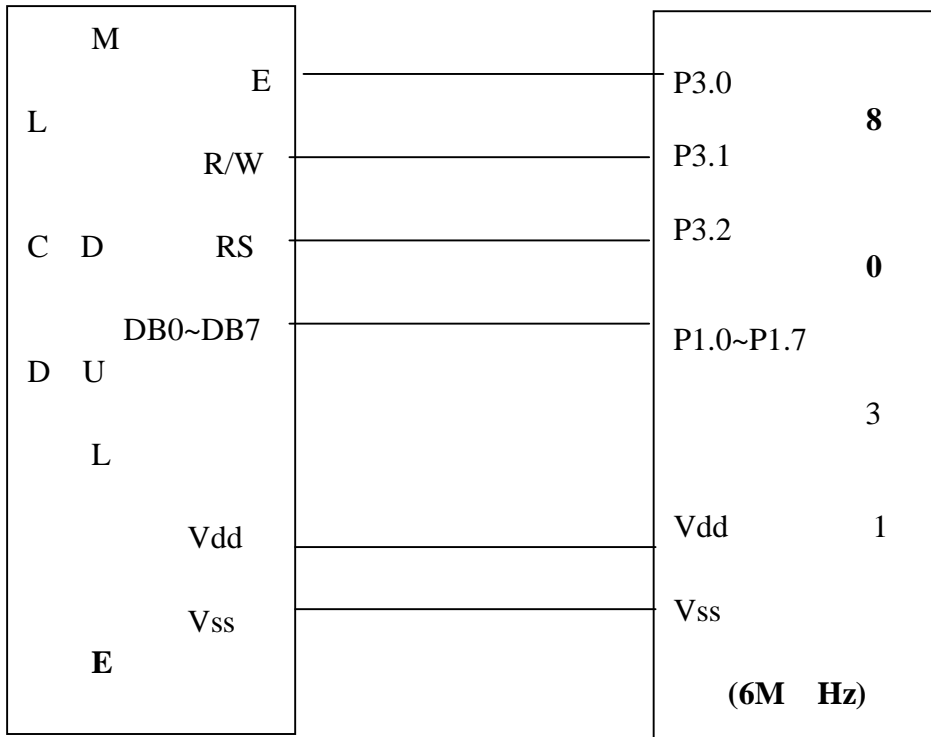 M
E P3.0
L 8
R/W P3.1
P3.2
C D RS
0
DB0~DB7 P1.0~P1.7
D U
3
L
Vdd Vdd 1
Vss Vss
E
(6M Hz)